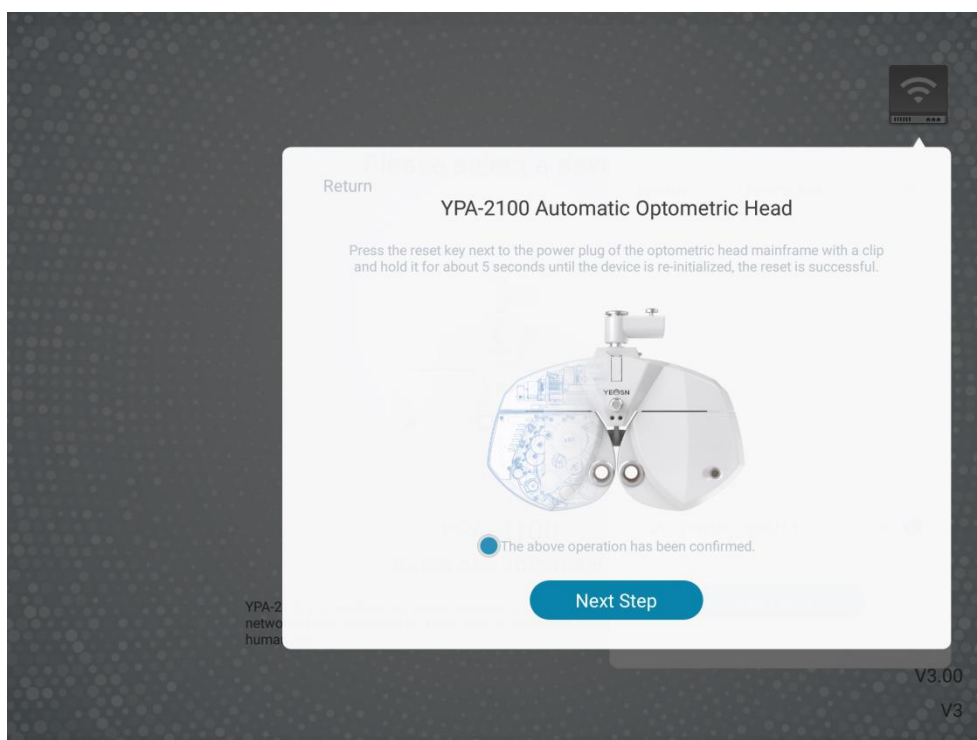 Return
YPA-2100 Automatic Optometric Head
Press the reset key next to the power plug of the optometric head mainframe with a clip
and hold it for about 5 seconds until the device is re-initialized, the reset is successful.
YEOSN
The above operation has been confirmed.
Next Step
YPA-2
netwo
huma
V3.00
V3